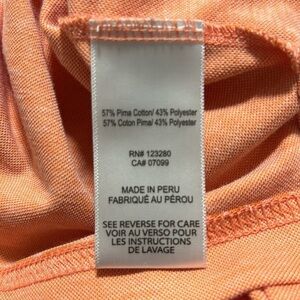 57% Pima Cotton/ 43% Polyester
57% Coton Pima/ 43% Polyester
RN# 123280
CA# 07099
MADE IN PERU
FABRIQUÉ AU PÉROU
SEE REVERSE FOR CARE
VOIR AU VERSO POUR
LES INSTRUCTIONS
DE LAVAGE